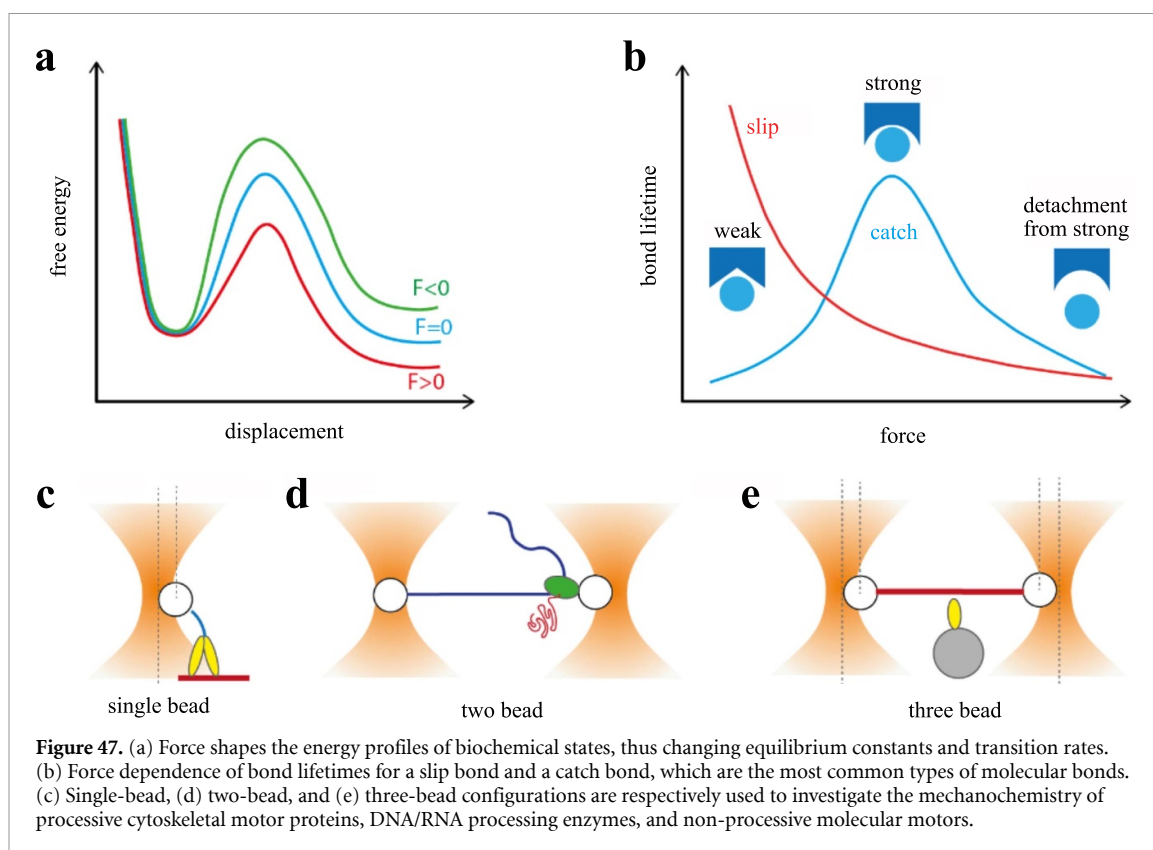 a
free energy
F<0
F=0
F>0
displacement
b
bond lifetime
slip
strong
weak
catch
detachment
from strong
force
c
single bead
d
two bead
e
three bead
Figure 47. (a) Force shapes the energy profiles of biochemical states, thus changing equilibrium constants and transition rates.
(b) Force dependence of bond lifetimes for a slip bond and a catch bond, which are the most common types of molecular bonds.
(c) Single-bead, (d) two-bead, and (e) three-bead configurations are respectively used to investigate the mechanochemistry of
processive cytoskeletal motor proteins, DNA/RNA processing enzymes, and non-processive molecular motors.